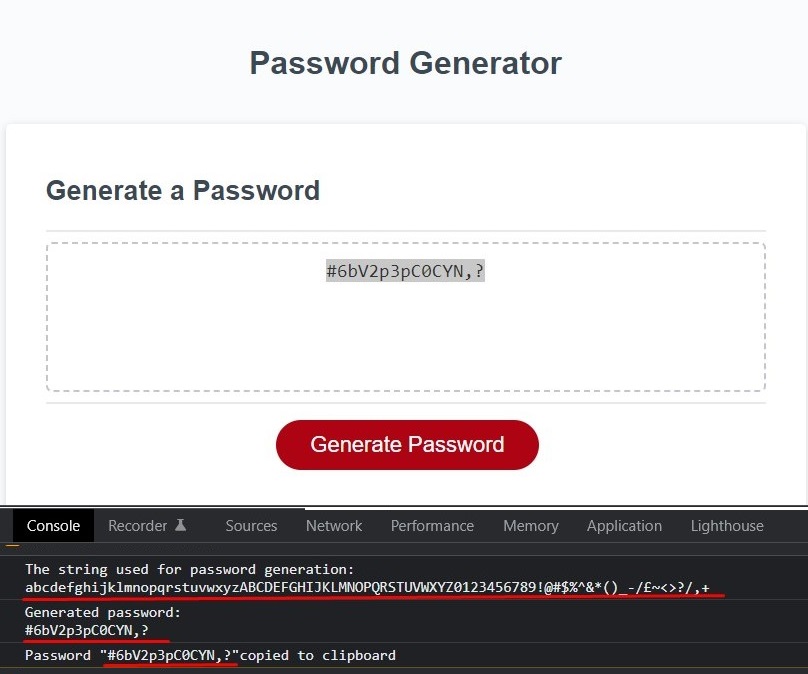 Password Generator
Generate a Password
#6bV2p3pC0CYN,?
Generate Password
Console Recorder Sources Network Performance Memory Application Lighthouse
The string used for password generation:
abcdefghijklmnopqrstuvwxyzABCDEFGHIJKLMNOPQRSTUVWXYZ0123456789!@#$%^&*()_-/£~<>?/,+
Generated password:
#6bV2p3pC0CYN,?
Password "#6bV2p3pC0CYN,?"copied to clipboard